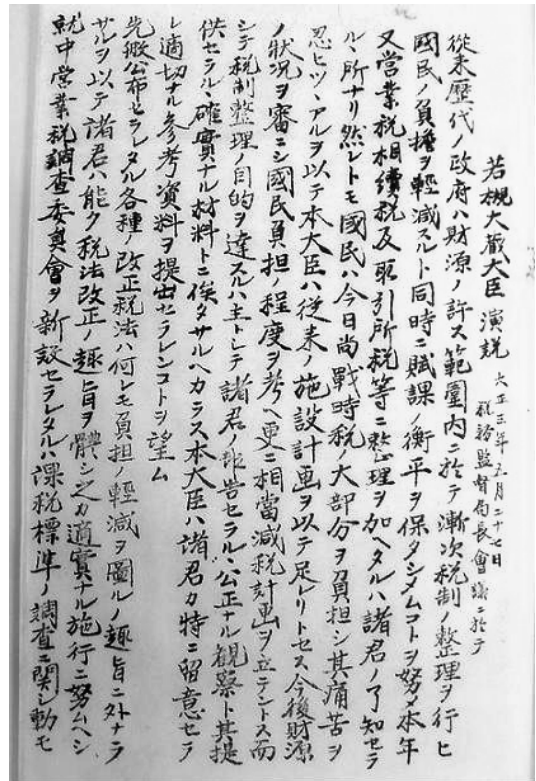 若槻大蔵大臣演説
大正三年五月二十七日
税務監督局長會議ニ於テ
從来歴代ノ政府ハ財源ノ許ス範圍内ニ於テ漸次税制ノ整理ヲ行ヒ
國民ノ負擔ヲ輕減スルト同時ニ賦課ノ衡平ヲ保タシメムコトヲ努メ本年
又営業税相續税及取引所税等ニ整理ヲ加ヘタルハ諸君ノ了知セラ
ルヽ所ナリ然レトモ國民ハ今日尚戰時税ノ大部分ヲ負担シ其痛苦ヲ
忍ヒツヽアルヲ以テ本大臣ハ従来ノ施設計画ヲ以テ足レリトセス今後財源
ノ状況ヲ審ニシ國民負担ノ程度ヲ考ヘ更ニ相當減税計画ヲ立テントス而
シテ税制整理ノ目的ヲ達スルハ主トシテ諸君ノ報告セラルヽ公正ナル観察ト其提
供セラルヽ確實ナル材料トニ俟タサルヘカラス本大臣ハ諸君カ特ニ留意セラ
レ適切ナル参考資料ヲ提出セラレンコトヲ望ム
先般公布セラレタル各種ノ改正税法ハ何レモ負担ノ輕減ヲ圖ルノ趣旨ニ外ナラ
サルヲ以テ諸君ハ能ク税法改正ノ趣旨ヲ體シ之カ適實ナル施行ニ努ムヘシ
就中営業税調査委員會ヲ新設セラレタルハ課税標準ノ調査ニ関シ動モ